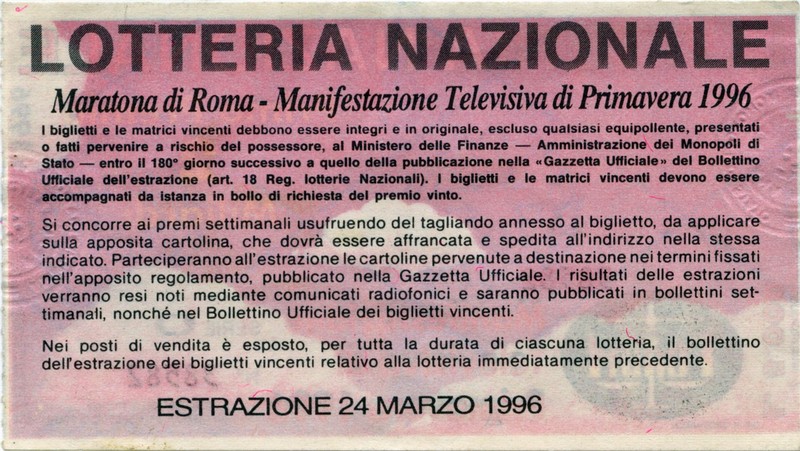 LOTTERIA NAZIONALE
Maratona di Roma - Manifestazione Televisiva di Primavera 1996
I biglietti e le matrici vincenti debbono essere integri e in originale, escluso qualsiasi equipollente, presentati
o fatti pervenire a rischio del possessore, al Ministero delle Finanze — Amministrazione dei Monopoli di
Stato — entro il 180° giorno successivo a quello della pubblicazione nella «Gazzetta Ufficiale» del Bollettino
Ufficiale dell'estrazione (art. 18 Reg. lotterie Nazionali). I biglietti e le matrici vincenti devono essere
accompagnati da istanza in bollo di richiesta del premio vinto.
Si concorre ai premi settimanali usufruendo del tagliando annesso al biglietto, da applicare
sulla apposita cartolina, che dovrà essere affrancata e spedita all'indirizzo nella stessa
indicato. Parteciperanno all'estrazione le cartoline pervenute a destinazione nei termini fissati
nell'apposito regolamento, pubblicato nella Gazzetta Ufficiale. I risultati delle estrazioni
verranno resi noti mediante comunicati radiofonici e saranno pubblicati in bollettini set-
timanali, nonché nel Bollettino Ufficiale dei biglietti vincenti.
Nei posti di vendita è esposto, per tutta la durata di ciascuna lotteria, il bollettino
dell'estrazione dei biglietti vincenti relativo alla lotteria immediatamente precedente.
ESTRAZIONE 24 MARZO 1996